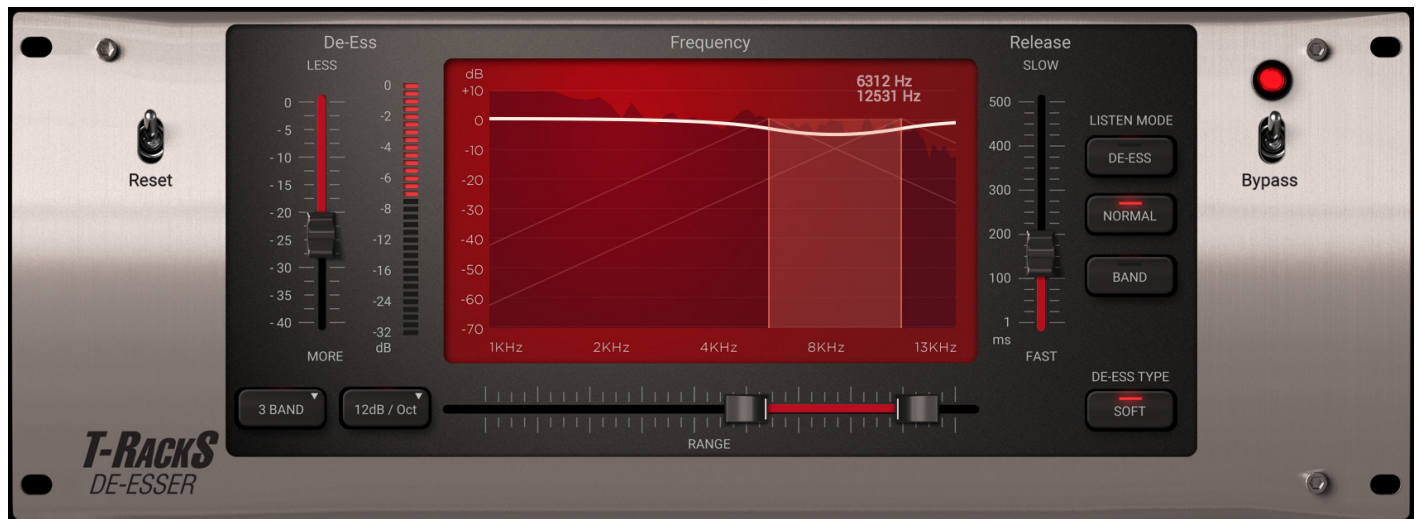 De-Ess
LESS
0
- 5
- 10
- 15
- 20
- 25
- 30
- 35
- 40
MORE
0
-2
-4
-6
-8
-12
-16
-24
-32
dB
Frequency
dB
+10
0
-10
-20
-30
-40
-50
-60
-70
6312 Hz
12531 Hz
1KHz 2KHz 4KHz 8KHz 13KHz
Release
SLOW
500
400
300
200
100
1
ms
FAST
LISTEN MODE
DE-ESS
NORMAL
BAND
DE-ESS TYPE
SOFT
3 BAND
12dB / Oct
RANGE
Reset
Bypass
T-RackS
DE-ESSER